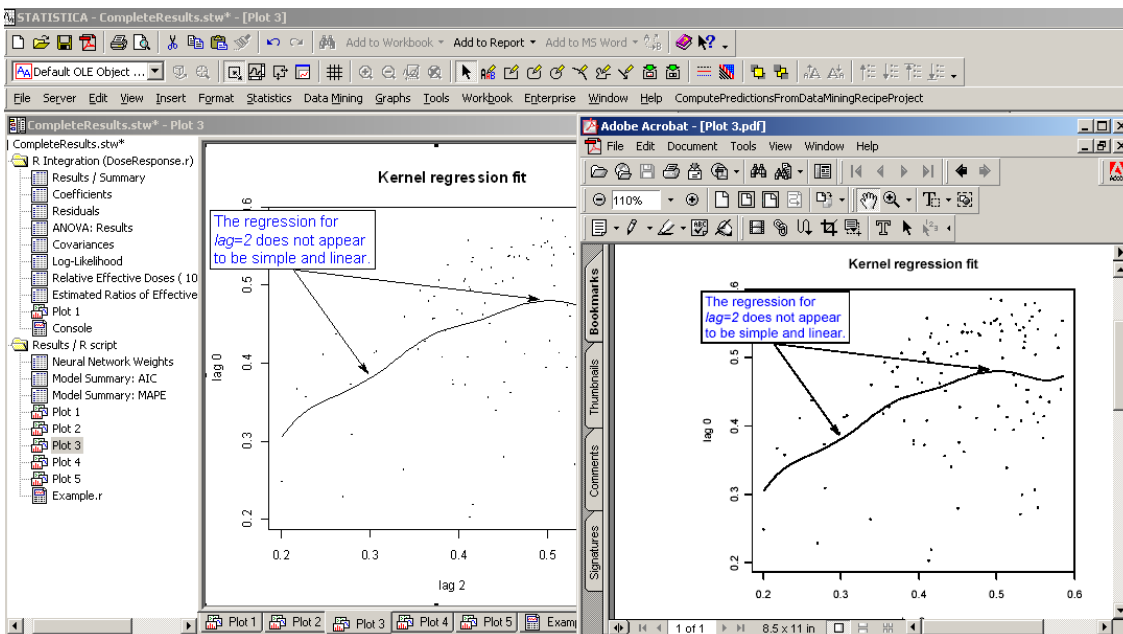 STATISTICA - CompleteResults.stw* - [Plot 3]
Add to Workbook Add to Report Add to MS Word
Default OLE Object ...
File Server Edit View Insert Format Statistics Data Mining Graphs Tools Workbook Enterprise Window Help ComputePredictionsFromDataMiningRecipeProject
CompleteResults.stw* - Plot 3
CompleteResults.stw*
R Integration (DoseResponse.r)
Results / Summary
Coefficients
Residuals
ANOVA: Results
Covariances
Log-Likelihood
Relative Effective Doses ( 10
Estimated Ratios of Effective
Plot 1
Console
Results / R script
Neural Network Weights
Model Summary: AIC
Model Summary: MAPE
Plot 1
Plot 2
Plot 3
Plot 4
Plot 5
Example.r
Kernel regression fit
The regression for
lag=2 does not appear
to be simple and linear.
0.5
0.4
0.3
0.2
lag 0
0.2 0.3 0.4 0.5
lag 2
Plot 1 Plot 2 Plot 3 Plot 4 Plot 5 Exam
Adobe Acrobat - [Plot 3.pdf]
File Edit Document Tools View Window Help
110%
Bookmarks
Thumbnails
Comments
Signatures
Kernel regression fit
The regression for
lag=2 does not appear
to be simple and linear.
0.5
0.4
0.3
0.2
lag 0
0.2 0.3 0.4 0.5 0.6
1 of 1 8.5 x 11 in